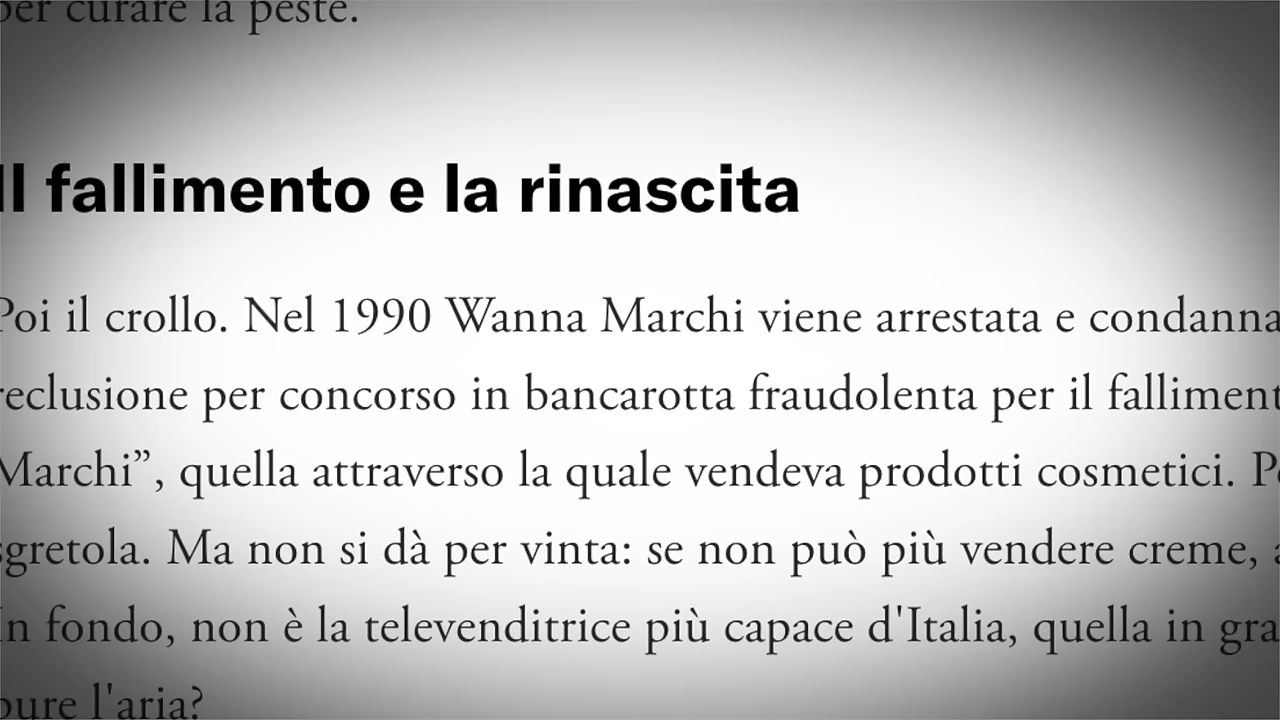 per curare la peste.
Il fallimento e la rinascita
Poi il crollo. Nel 1990 Wanna Marchi viene arrestata e condanna
reclusione per concorso in bancarotta fraudolenta per il falliment
Marchi”, quella attraverso la quale vendeva prodotti cosmetici.
sgretola. Ma non si dà per vinta: se non può più vendere creme,
In fondo, non è la televenditrice più capace d'Italia, quella in gra
pure l'aria?